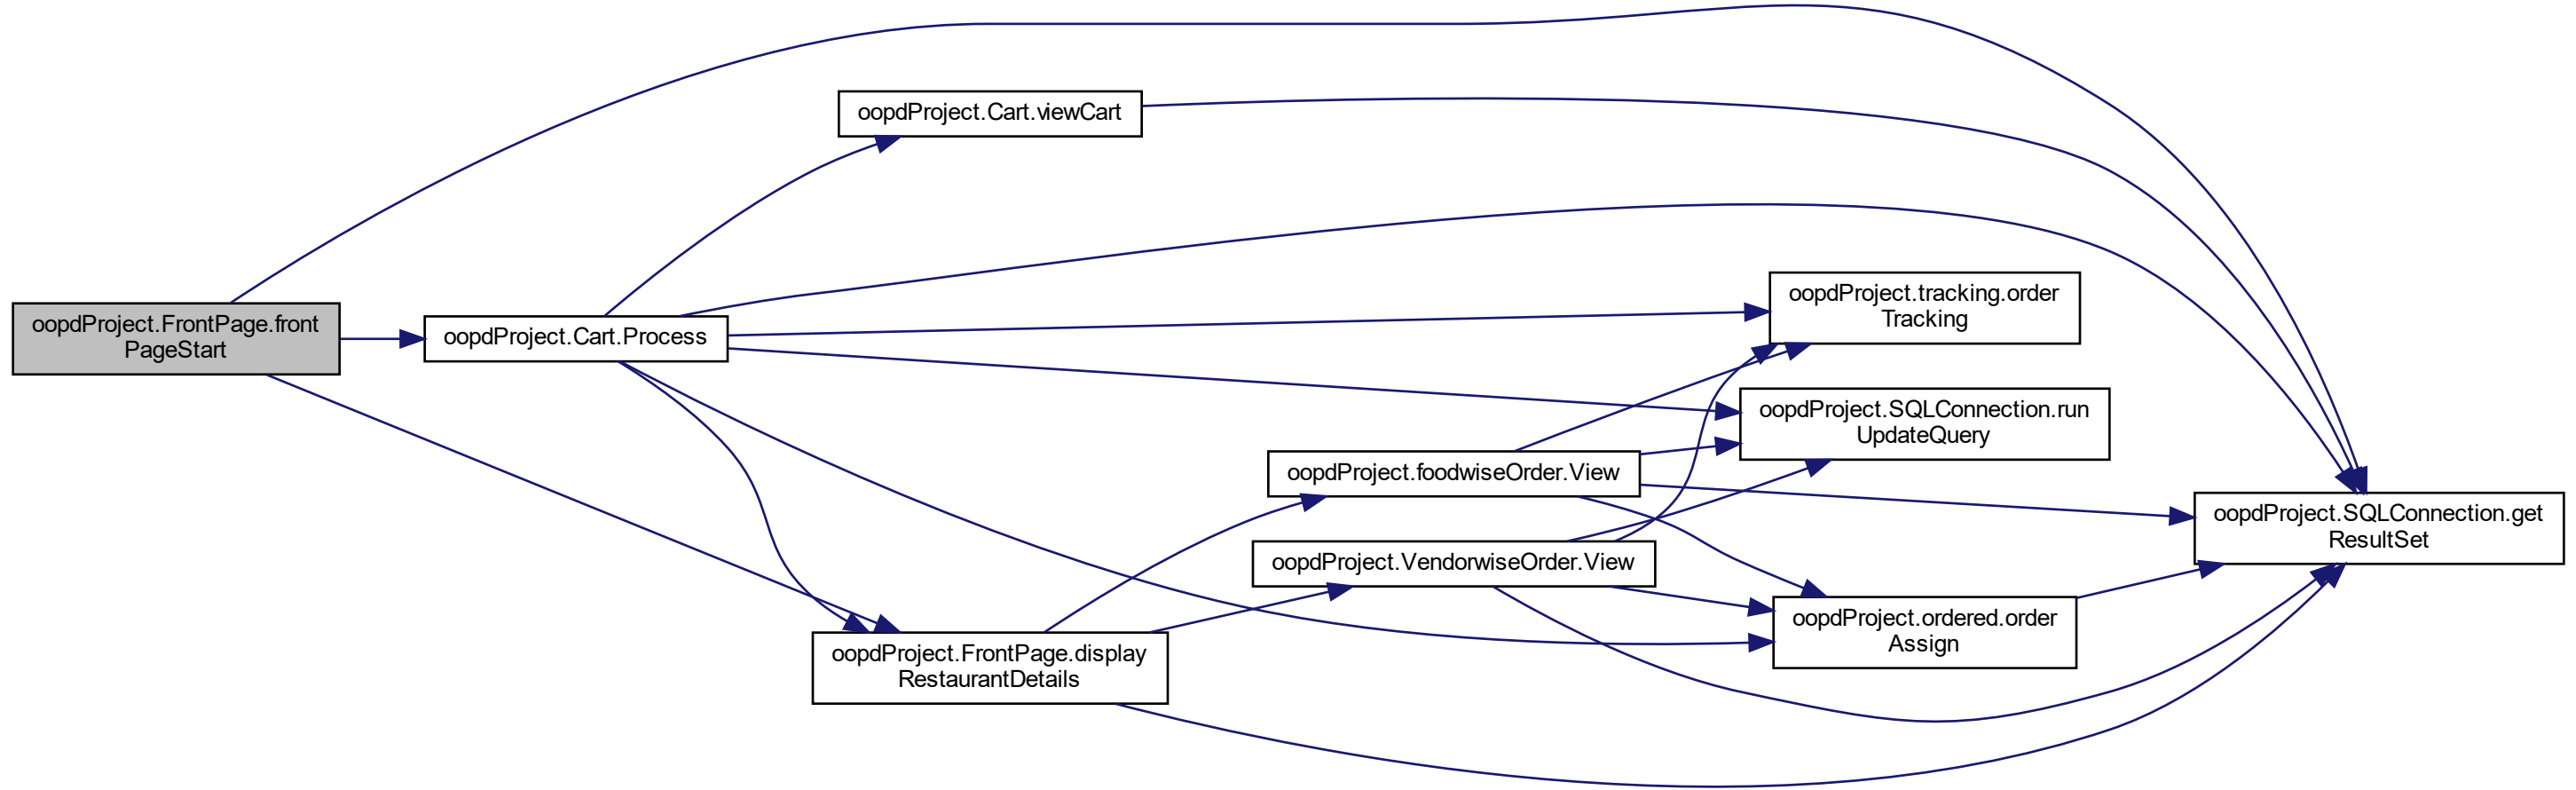 oopdProject.FrontPage.front
PageStart
oopdProject.Cart.Process
oopdProject.Cart.viewCart
oopdProject.FrontPage.display
RestaurantDetails
oopdProject.foodwiseOrder.View
oopdProject.VendorwiseOrder.View
oopdProject.tracking.order
Tracking
oopdProject.SQLConnection.run
UpdateQuery
oopdProject.ordered.order
Assign
oopdProject.SQLConnection.get
ResultSet